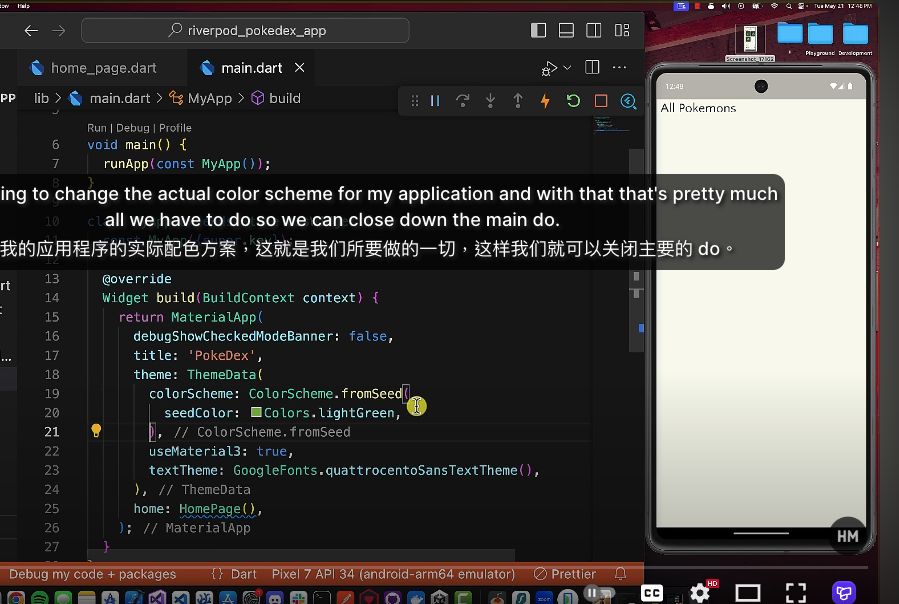 Help
Tue May 21 12:46 PM
riverpod_pokedex_app
Playground
Development
home_page.dart
main.dart
lib > main.dart > MyApp > build
Run | Debug | Profile
6 void main() {
7 runApp(const MyApp());
ing to change the actual color scheme for my application and with that that's pretty much
all we have to do so we can close down the main do.
我的应用程序的实际配色方案，这就是我们所要做的一切，这样我们就可以关闭主要的 do。
13 @override
14 Widget build(BuildContext context) {
15 return MaterialApp(
16 debugShowCheckedModeBanner: false,
17 title: 'PokeDex',
18 theme: ThemeData(
19 colorScheme: ColorScheme.fromSeed(
20 seedColor: Colors.lightGreen,
21 ), // ColorScheme.fromSeed
22 useMaterial3: true,
23 textTheme: GoogleFonts.quattrocentoSansTextTheme(),
24 ), // ThemeData
25 home: HomePage(),
26 ); // MaterialApp
27 }
12:49
All Pokemons
HM
Debug my code + packages
{ } Dart
Pixel 7 API 34 (android-arm64 emulator)
Prettier
CC
HD